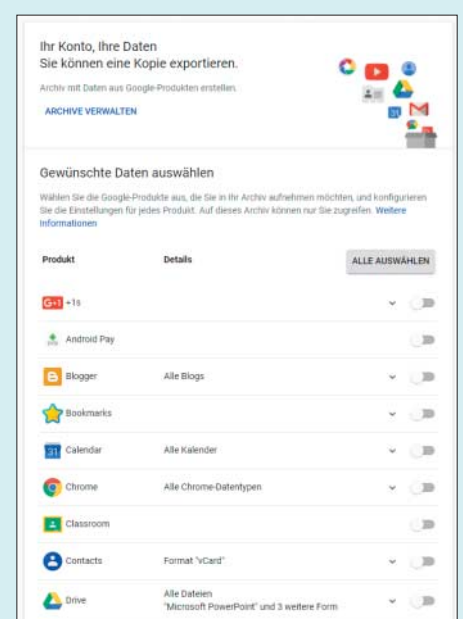 Ihr Konto, Ihre Daten
Sie können eine Kopie exportieren.
Archiv mit Daten aus Google-Produkten erstellen.
ARCHIVE VERWALTEN
31
Gewünschte Daten auswählen
Wählen Sie die Google-Produkte aus, die Sie in Ihr Archiv aufnehmen möchten, und konfigurieren
Sie die Einstellungen für jedes Produkt. Auf dieses Archiv können nur Sie zugreifen. Weitere
Informationen
Produkt Details ALLE AUSWÄHLEN
G+1 +1s
Android Pay
Blogger Alle Blogs
Bookmarks
31 Calendar Alle Kalender
Chrome Alle Chrome-Datentypen
Classroom
Contacts Format "vCard"
Drive Alle Dateien
"Microsoft PowerPoint" und 3 weitere Form